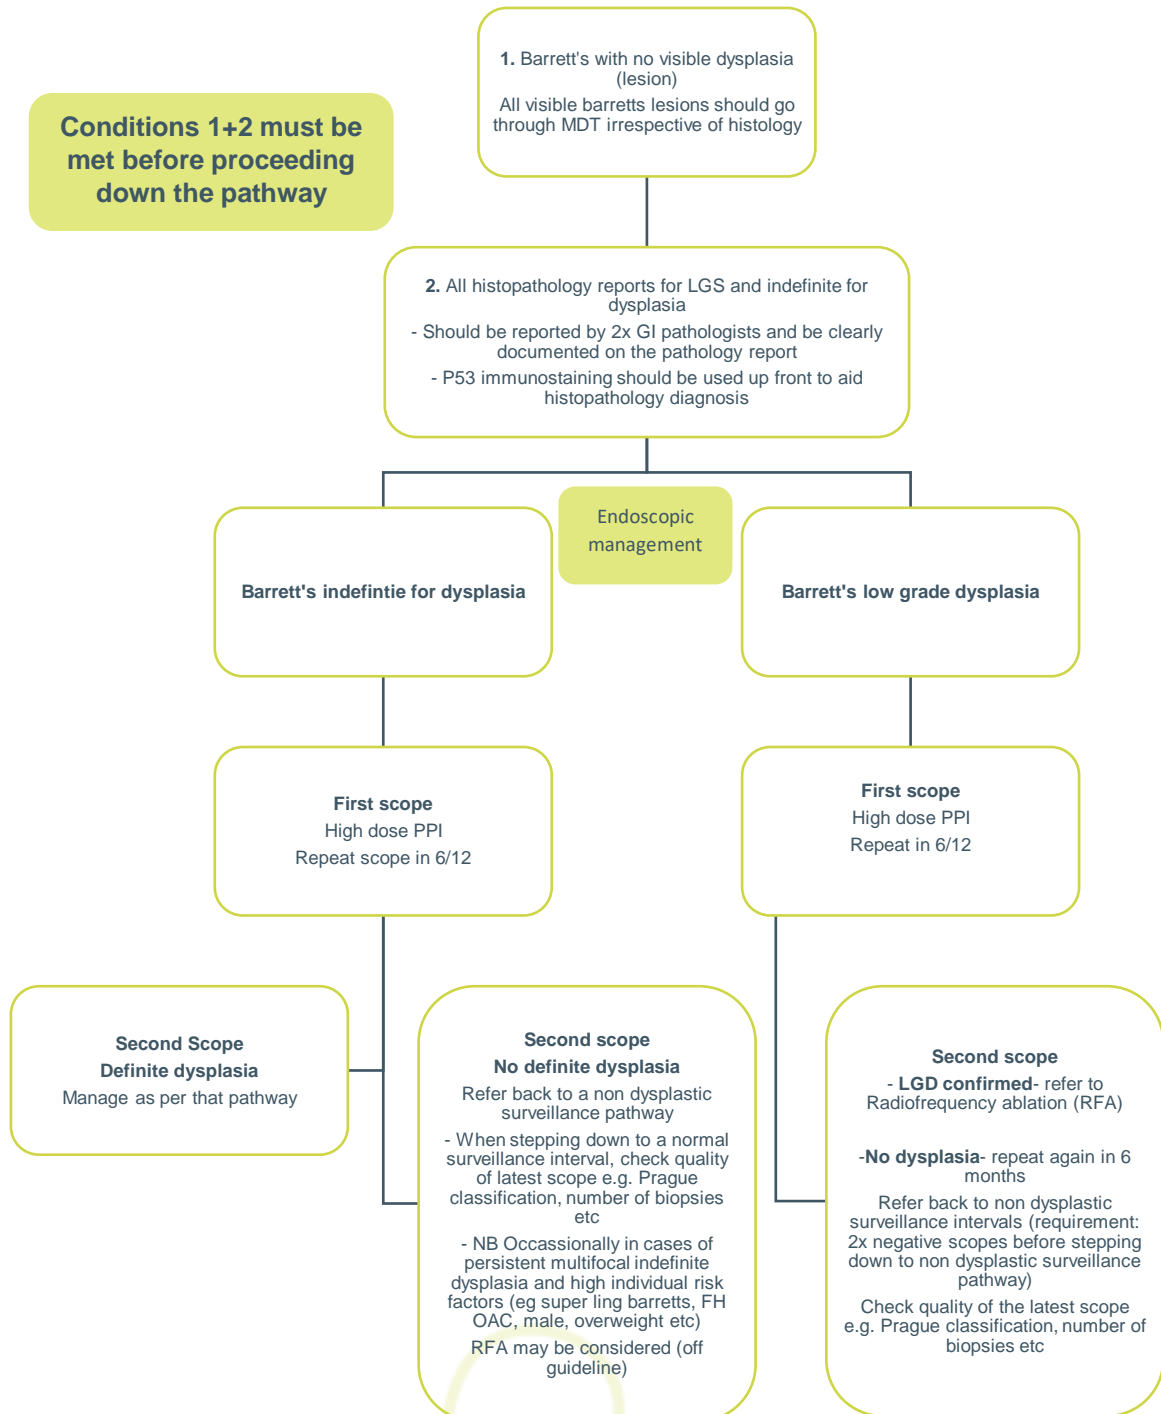 1. Barrett's with no visible dysplasia
(lesion)
All visible barretts lesions should go
through MDT irrespective of histology
Conditions 1+2 must be
met before proceeding
down the pathway
2. All histopathology reports for LGS and indefinite for
dysplasia
- Should be reported by 2x GI pathologists and be clearly
documented on the pathology report
- P53 immunostaining should be used up front to aid
histopathology diagnosis
Endoscopic
management
Barrett's indefintie for dysplasia
Barrett's low grade dysplasia
First scope
High dose PPI
Repeat scope in 6/12
First scope
High dose PPI
Repeat in 6/12
Second Scope
Definite dysplasia
Manage as per that pathway
Second scope
No definite dysplasia
Refer back to a non dysplastic
surveillance pathway
- When stepping down to a normal
surveillance interval, check quality
of latest scope e.g. Prague
classification, number of biopsies
etc
- NB Occassionally in cases of
persistent multifocal indefinite
dysplasia and high individual risk
factors (eg super ling barretts, FH
OAC, male, overweight etc)
RFA may be considered (off
guideline)
Second scope
- LGD confirmed- refer to
Radiofrequency ablation (RFA)
-No dysplasia- repeat again in 6
months
Refer back to non dysplastic
surveillance intervals (requirement:
2x negative scopes before stepping
down to non dysplastic surveillance
pathway)
Check quality of the latest scope
e.g. Prague classification, number of
biopsies etc